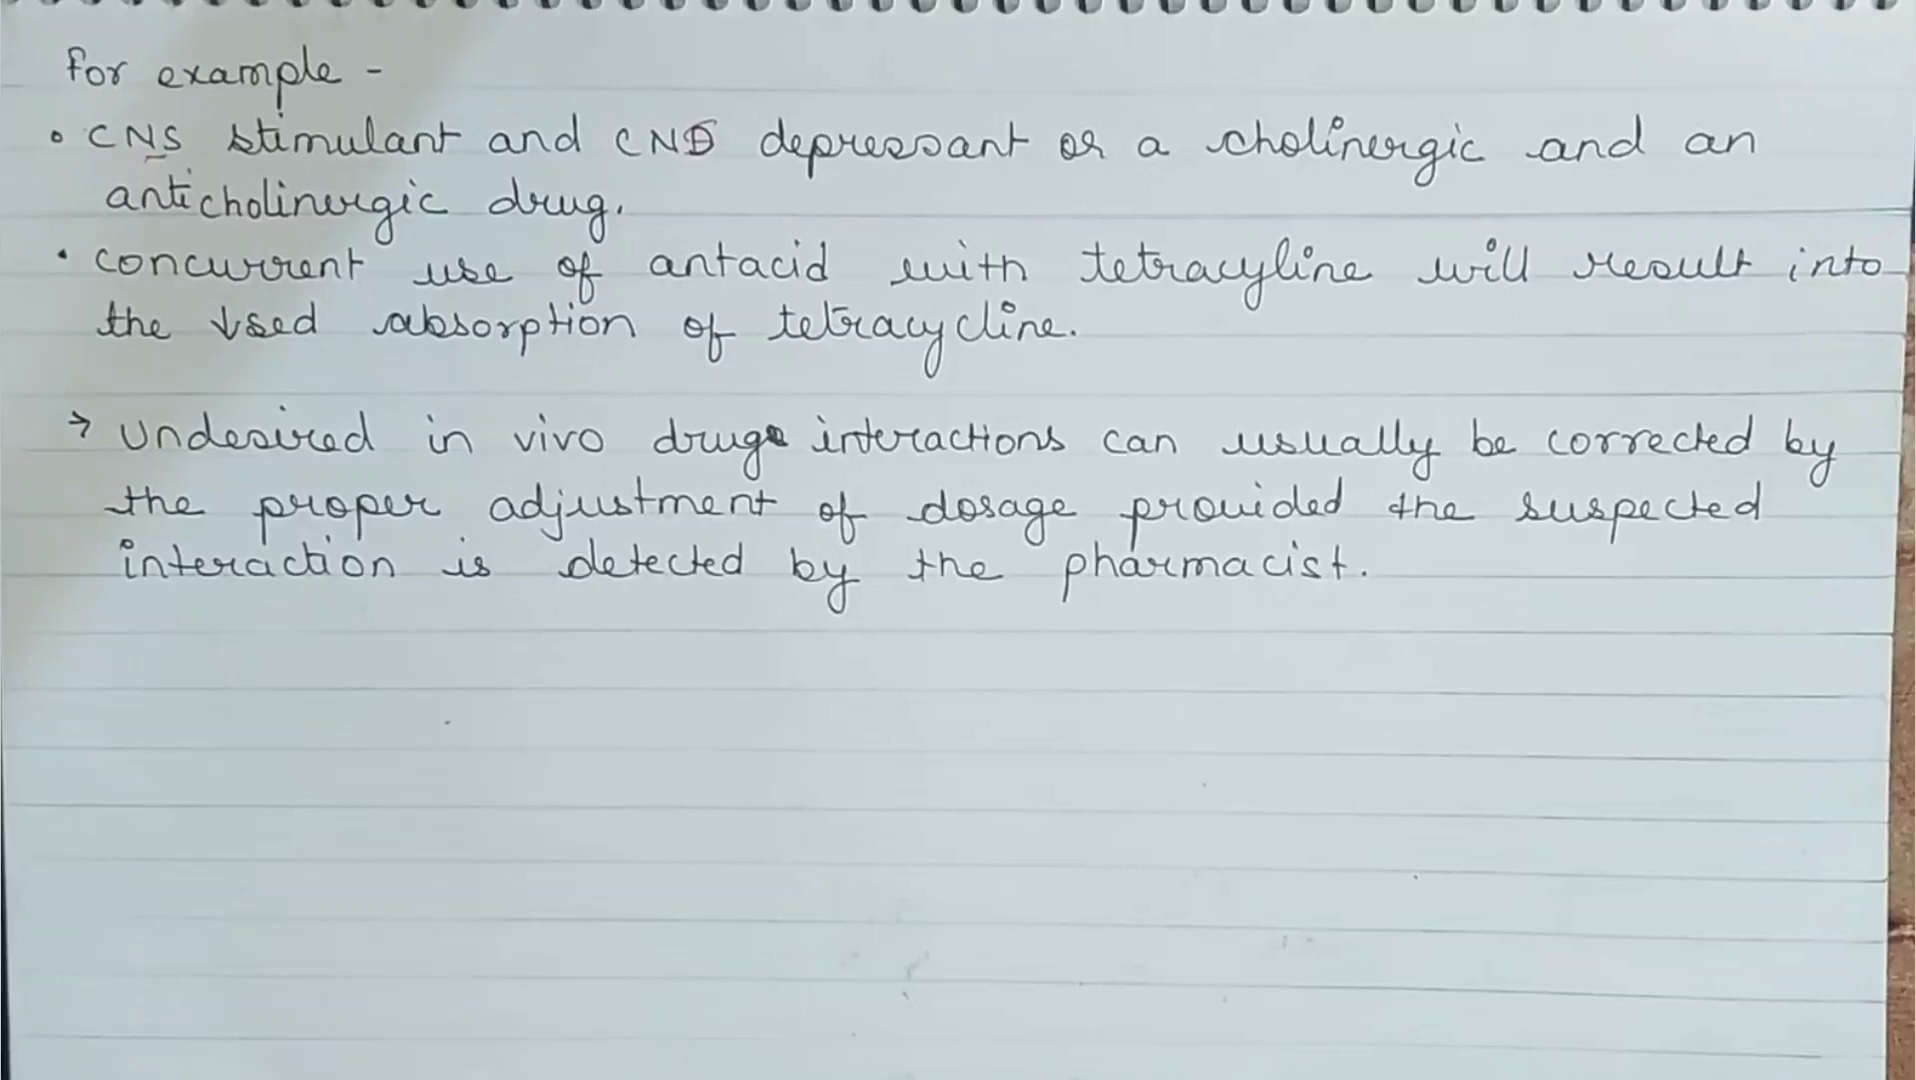 for example -
• CNS stimulant and CNS depressant or a cholinergic and an
anticholinergic drug.
• concurrent use of antacid with tetracyline will result into
the ↓sed absorption of tetracycline.
→ Undesired in vivo drug interactions can usually be corrected by
the proper adjustment of dosage provided the suspected
interaction is detected by the pharmacist.